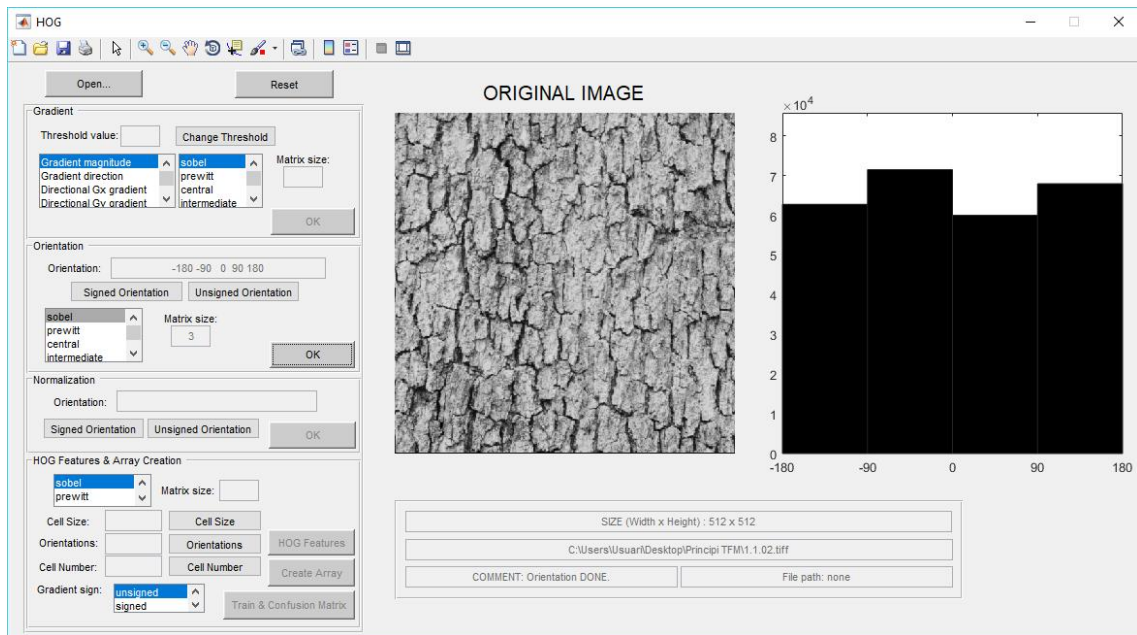 HOG
Open...
Reset
Gradient
Threshold value:
Change Threshold
Gradient magnitude
Gradient direction
Directional Gx gradient
Directional Gy gradient
sobel
prewitt
central
intermediate
Matrix size:
OK
Orientation
Orientation:
-180 -90 0 90 180
Signed Orientation
Unsigned Orientation
sobel
prewitt
central
intermediate
Matrix size:
3
OK
Normalization
Orientation:
Signed Orientation
Unsigned Orientation
OK
HOG Features & Array Creation
sobel
prewitt
Matrix size:
Cell Size:
Cell Size
Orientations:
Orientations
HOG Features
Cell Number:
Cell Number
Create Array
Gradient sign:
unsigned
signed
Train & Confusion Matrix
ORIGINAL IMAGE
×10^4
8
7
6
5
4
3
2
1
0
-180
-90
0
90
180
SIZE (Width x Height) : 512 x 512
C:\Users\Usuari\Desktop\Principi TFM\1.1.02.tiff
COMMENT: Orientation DONE.
File path: none